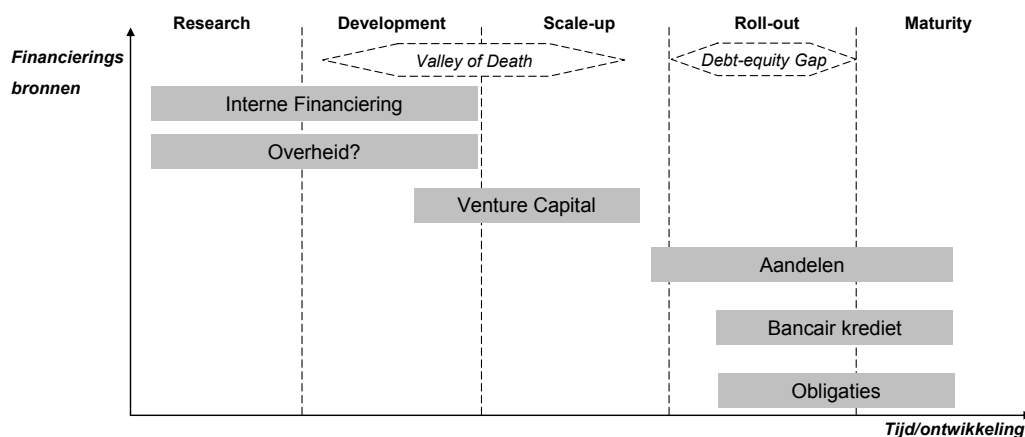 Research Development Scale-up Roll-out Maturity
Financierings
bronnen
Valley of Death Debt-equity Gap
Interne Financiering
Overheid?
Venture Capital
Aandelen
Bancair krediet
Obligaties
Tijd/ontwikkeling